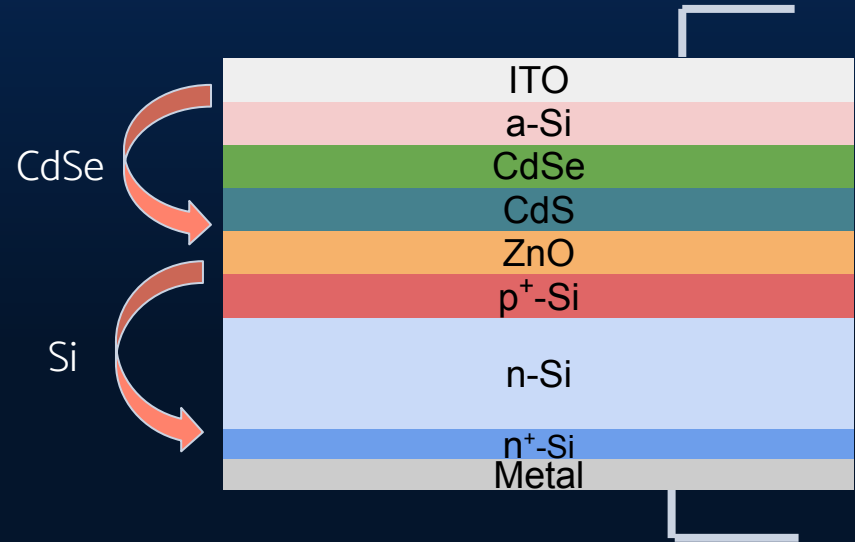 ITO
a-Si
CdSe
CdSe
CdS
ZnO
p⁺-Si
Si
n-Si
n⁺-Si
Metal